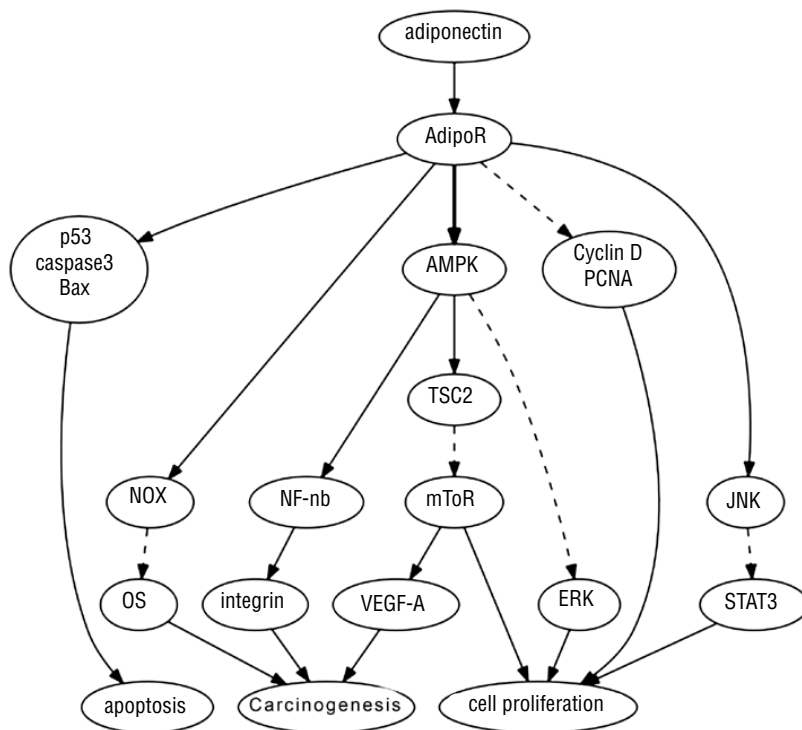 adiponectin
AdipoR
p53
caspase3
Bax
AMPK
Cyclin D
PCNA
TSC2
NOX
NF-nb
mToR
JNK
OS
integrin
VEGF-A
ERK
STAT3
apoptosis
Carcinogenesis
cell proliferation